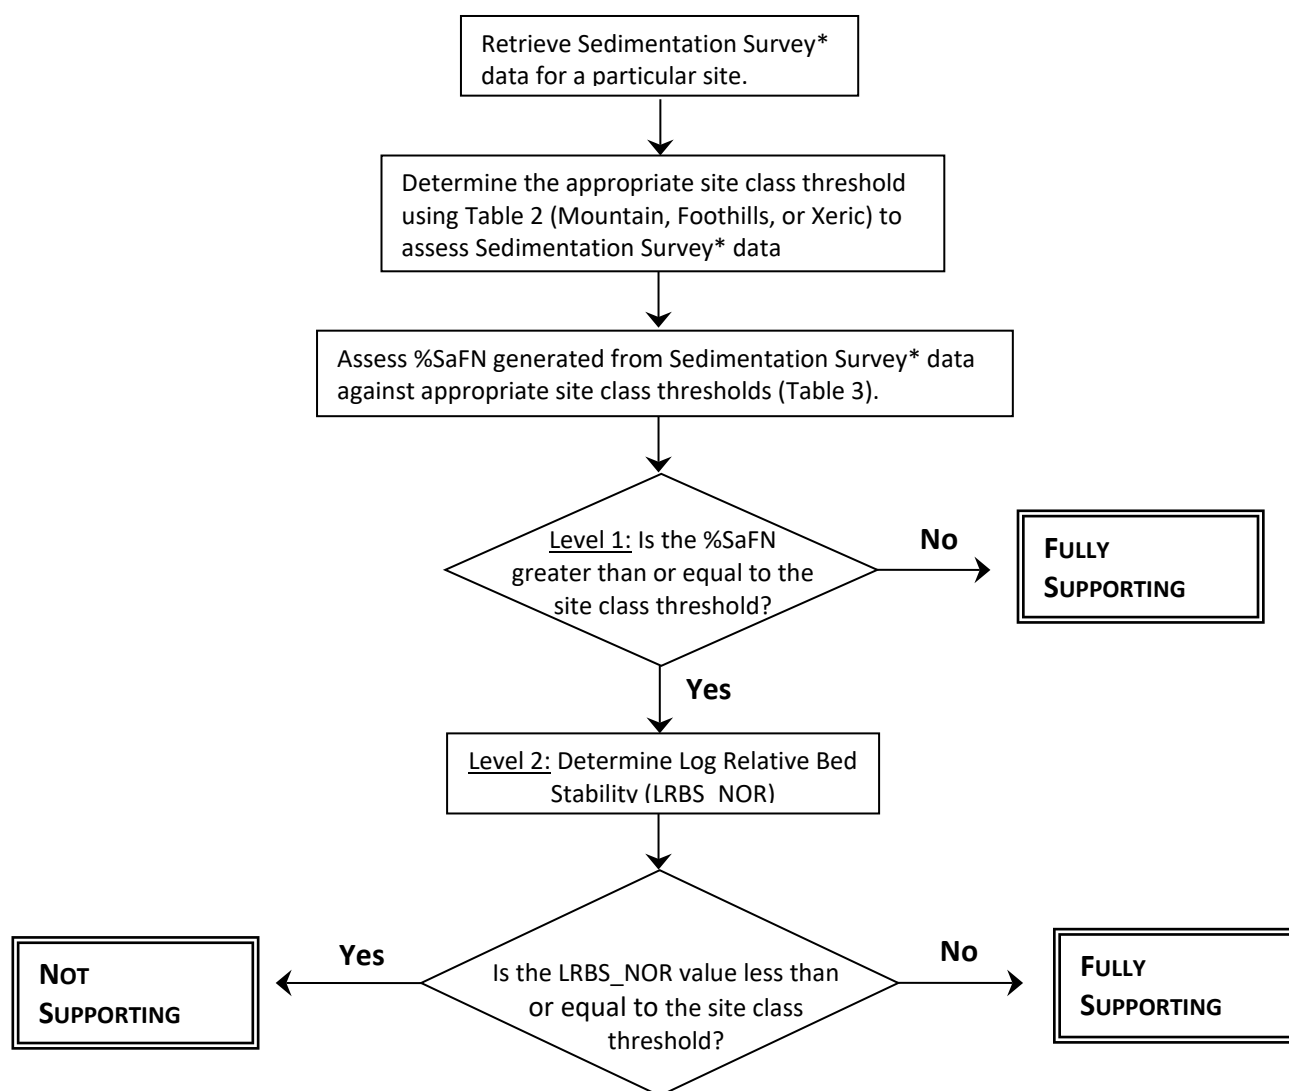 Retrieve Sedimentation Survey*
data for a particular site.
Determine the appropriate site class threshold
using Table 2 (Mountain, Foothills, or Xeric) to
assess Sedimentation Survey* data
Assess %SaFN generated from Sedimentation Survey* data
against appropriate site class thresholds (Table 3).
Level 1: Is the %SaFN
greater than or equal to the
site class threshold?
No
FULLY
SUPPORTING
Yes
Level 2: Determine Log Relative Bed
Stability (LRBS_NOR)
Is the LRBS_NOR value less than
or equal to the site class
threshold?
Yes
NOT
SUPPORTING
No
FULLY
SUPPORTING